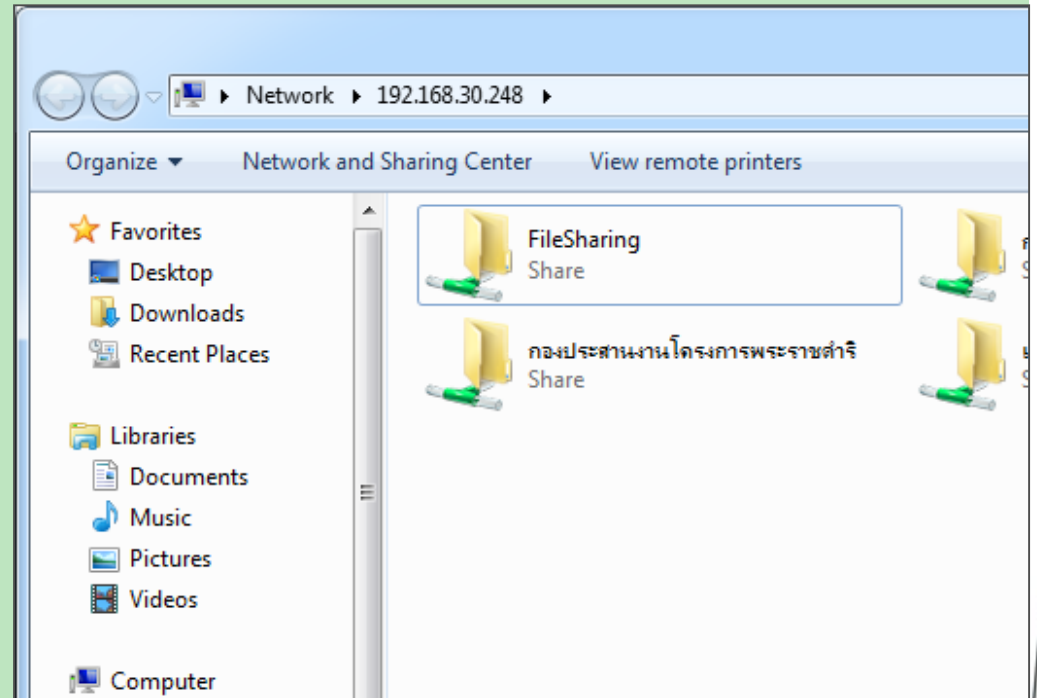 Network 192.168.30.248
Organize Network and Sharing Center View remote printers
Favorites
Desktop
Downloads
Recent Places
Libraries
Documents
Music
Pictures
Videos
Computer
FileSharing
Share
กองประสานงานโครงการพระราชดำริ
Share